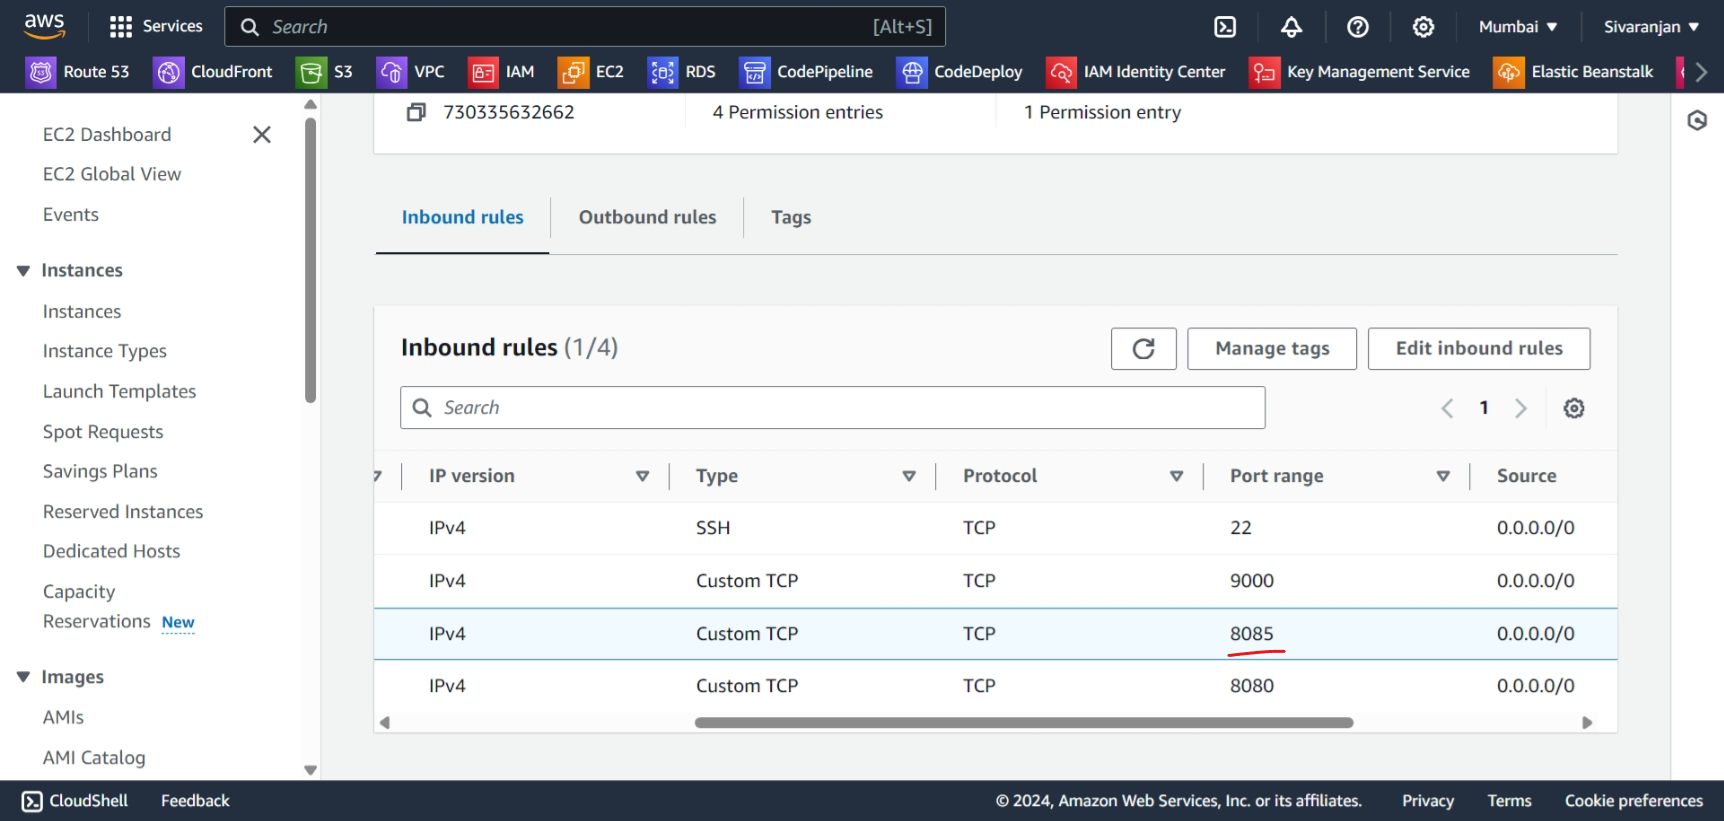 aws Services Search [Alt+S] Mumbai ▼ Sivaranjan ▼
Route 53 CloudFront S3 VPC IAM EC2 RDS CodePipeline CodeDeploy IAM Identity Center Key Management Service Elastic Beanstalk
EC2 Dashboard
EC2 Global View
Events
Instances
Instances
Instance Types
Launch Templates
Spot Requests
Savings Plans
Reserved Instances
Dedicated Hosts
Capacity
Reservations New
Images
AMIs
AMI Catalog
730335632662 4 Permission entries 1 Permission entry
Inbound rules Outbound rules Tags
Inbound rules (1/4) Manage tags Edit inbound rules
Search 1
IP version Type Protocol Port range Source
IPv4 SSH TCP 22 0.0.0.0/0
IPv4 Custom TCP TCP 9000 0.0.0.0/0
IPv4 Custom TCP TCP 8085 0.0.0.0/0
IPv4 Custom TCP TCP 8080 0.0.0.0/0
CloudShell Feedback © 2024, Amazon Web Services, Inc. or its affiliates. Privacy Terms Cookie preferences